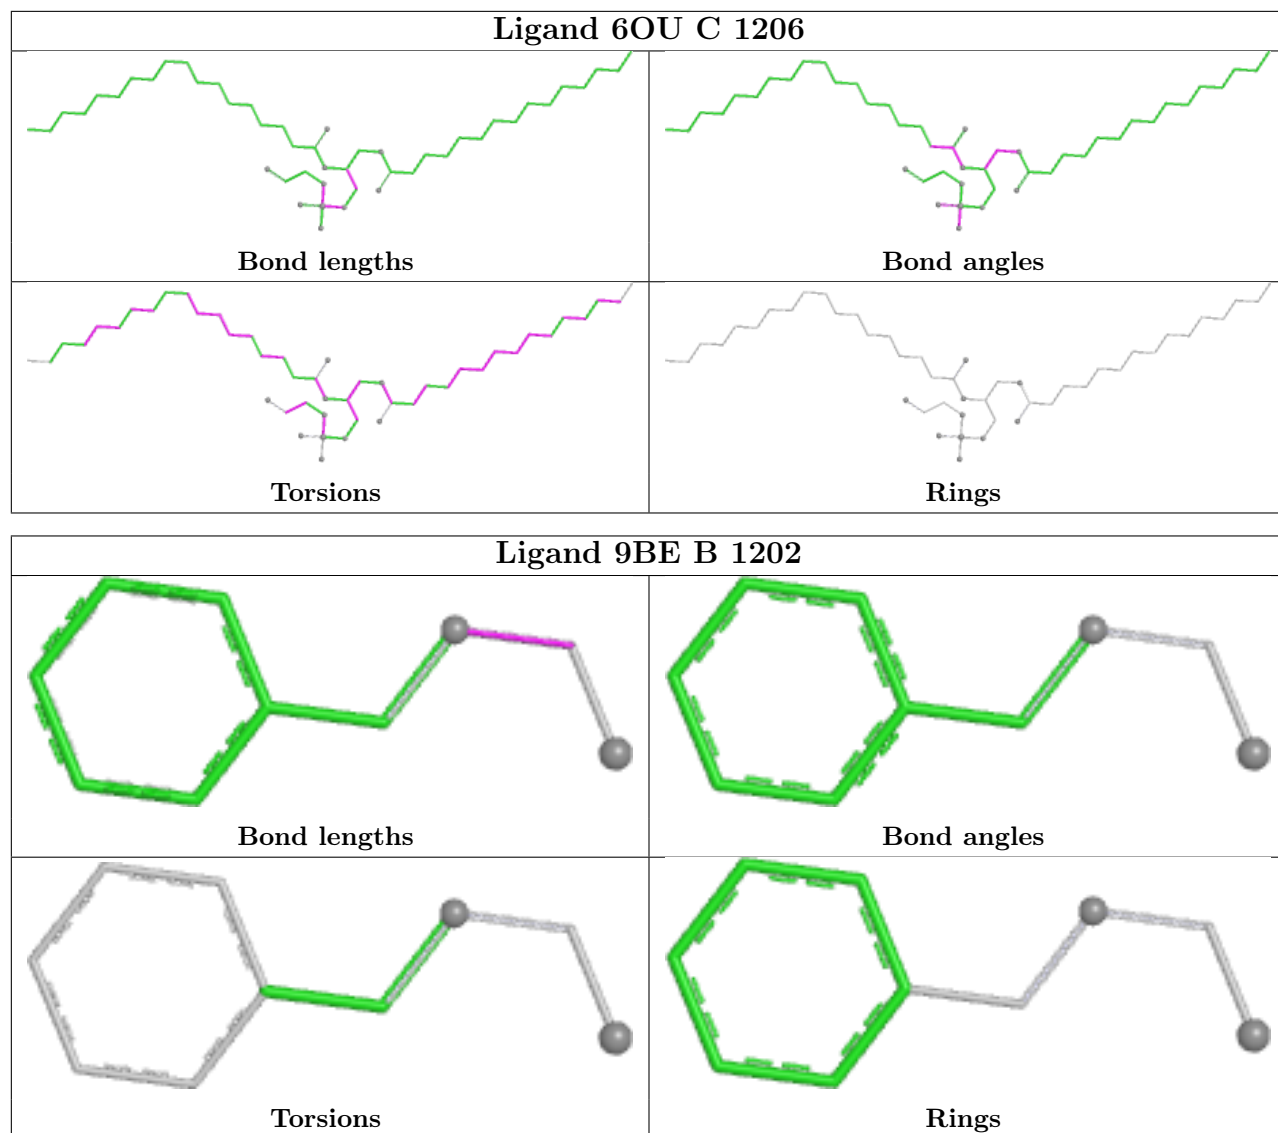 Ligand 6OU C 1206
Bond lengths
Bond angles
Torsions
Rings
Ligand 9BE B 1202
Bond lengths
Bond angles
Torsions
Rings